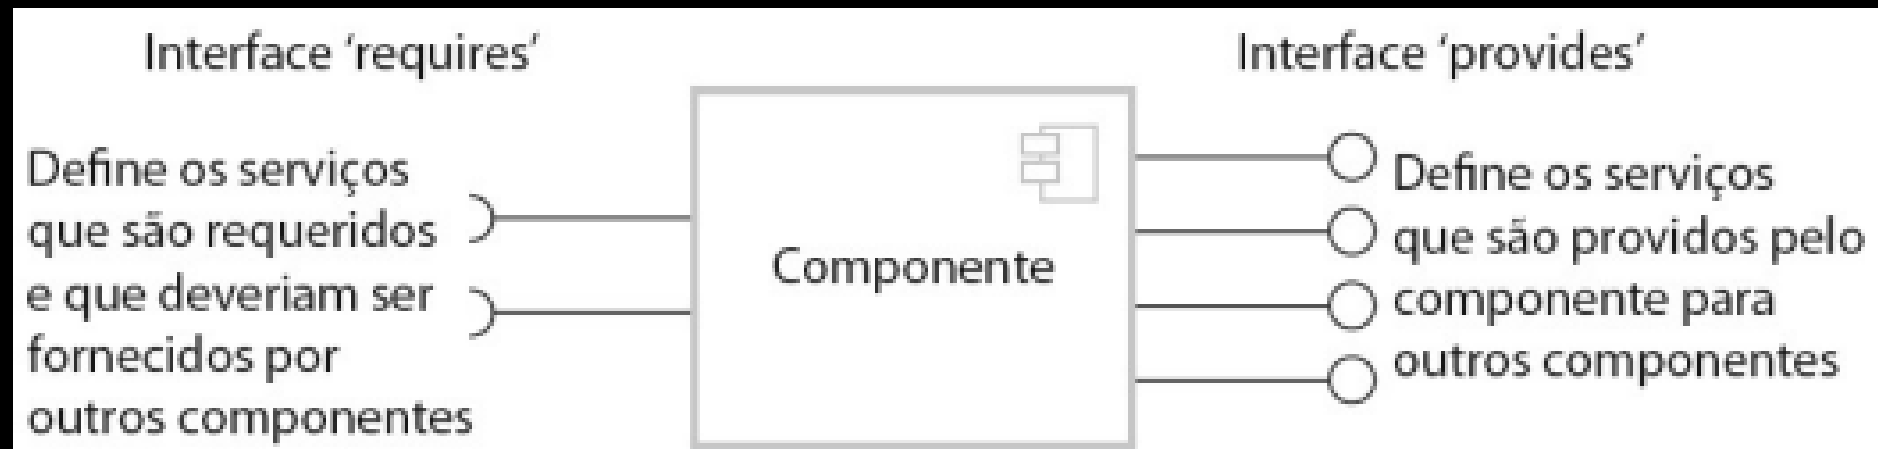 Interface ‘requires’
Define os serviços
que são requeridos
e que deveriam ser
fornecidos por
outros componentes
Componente
Interface ‘provides’
Define os serviços
que são providos pelo
componente para
outros componentes